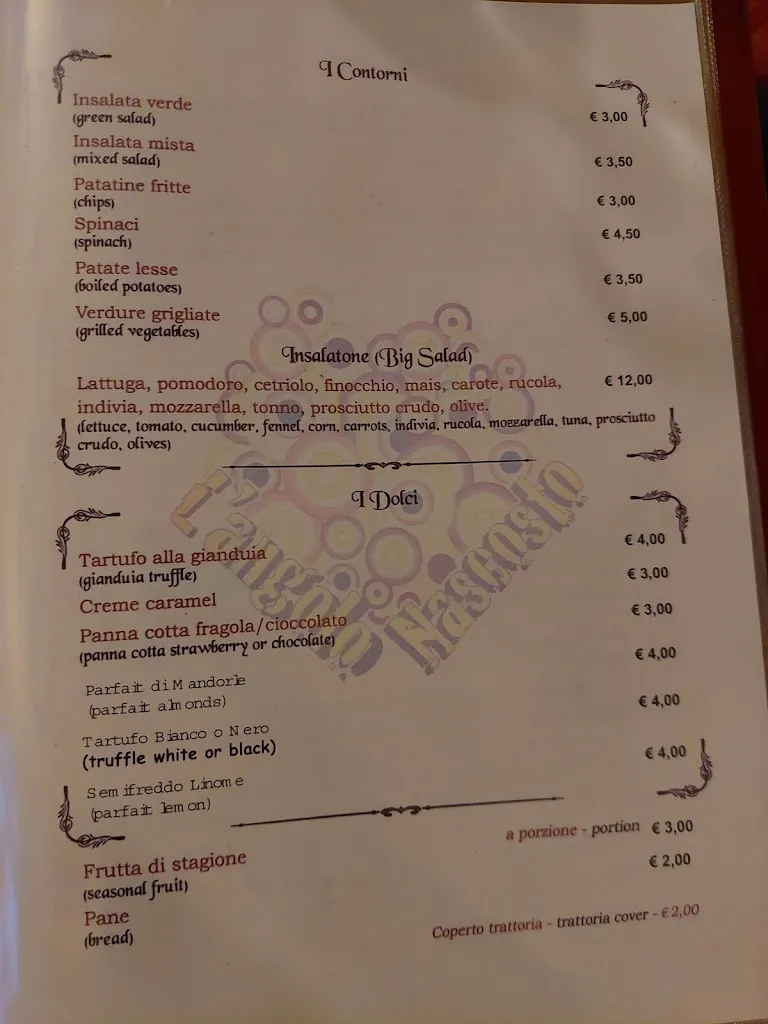 I Contorni
Insalata verde
(green salad) € 3,00
Insalata mista
(mixed salad) € 3,50
Patatine fritte € 3,00
(chips)
Spinaci € 4,50
(spinach)
Patate lesse € 3,50
(boiled potatoes)
Verdure grigliate € 5,00
(grilled vegetables)
Insalatone (Big Salad)
Lattuga, pomodoro, cetriolo, finocchio, mais, carote, rucola, € 12,00
indivia, mozzarella, tonno, prosciutto crudo, olive.
(lettuce, tomato, cucumber, fennel, corn, carrots, indivia, rucola, mozzarella, tuna, prosciutto
crudo, olives)
I Dolci
Tartufo alla gianduia € 4,00
(gianduia truffle)
Creme caramel € 3,00
Panna cotta fragola/cioccolato € 3,00
(panna cotta strawberry or chocolate)
Parfait di Mandorle € 4,00
(parfait almonds)
Tartufo Bianco o Nero € 4,00
(truffle white or black)
Semifreddo Linome € 4,00
(parfait lemon)
a porzione - portion € 3,00
Frutta di stagione
(seasonal fruit)
Pane € 2,00
(bread)
Coperto trattoria - trattoria cover - € 2,00
L'angolo Nascosto